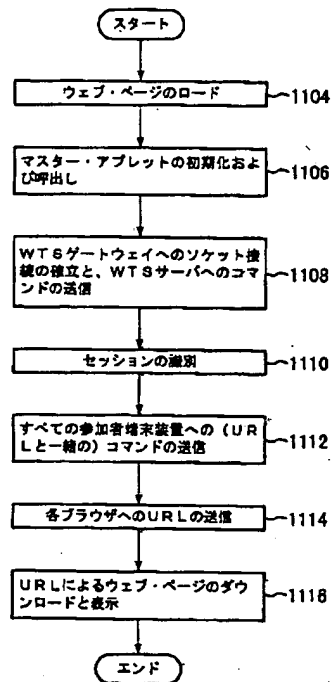 スタート
ウェブ・ページのロード
1104
マスター・アプレットの初期化およ
び呼出し
1106
WTSゲートウェイへのソケット接
続の確立と、WTSサーバへのコマ
ンドの送信
1108
セッションの識別
1110
すべての参加者端末装置への(UR
Lと一緒の)コマンドの送信
1112
各ブラウザへのURLの送信
1114
URLによるウェブ・ページのダウ
ンロードと表示
1116
エンド